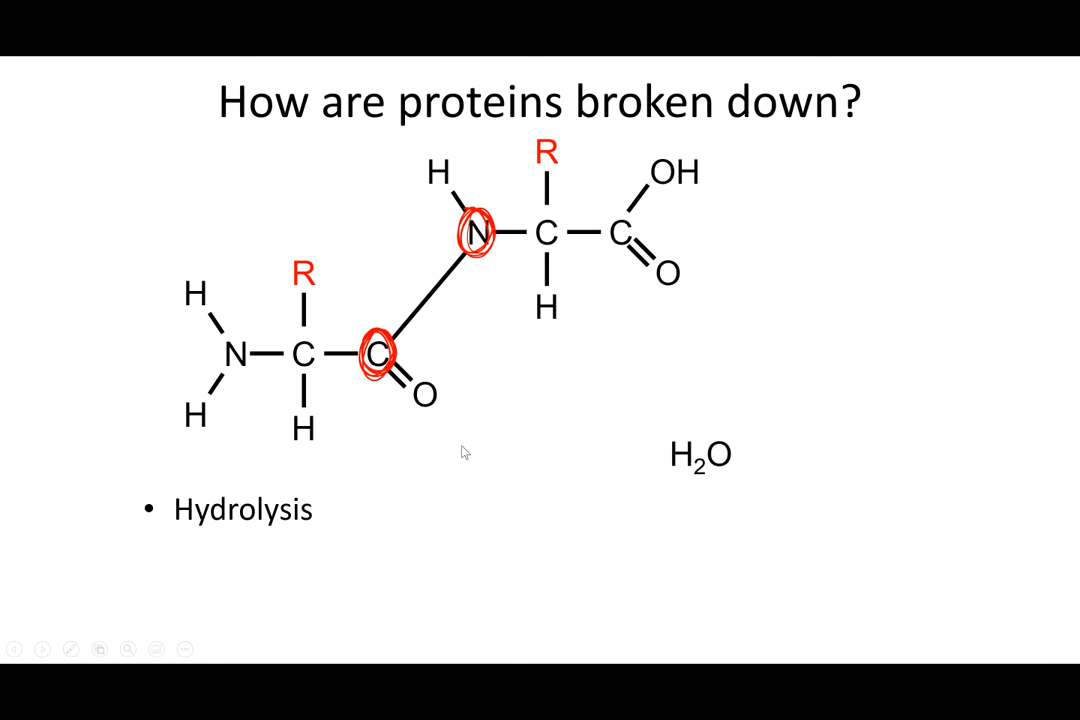 How are proteins broken down?
R
H
OH
N C C
O
R
H
H
N C C
O
H
H
H₂O
• Hydrolysis